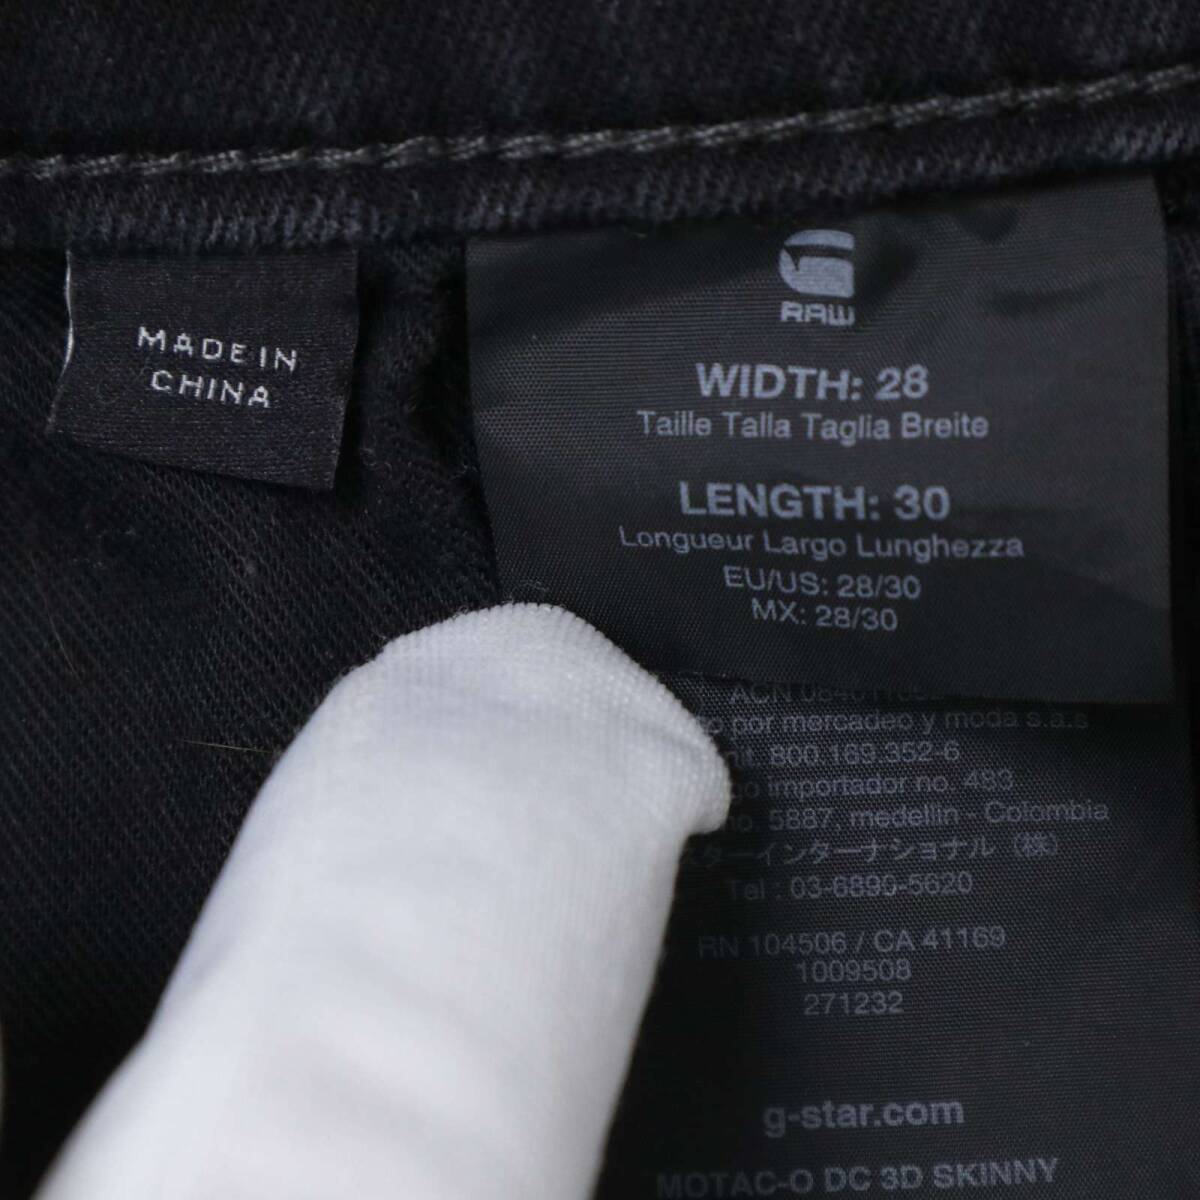 MADE IN
CHINA
RAW
WIDTH: 28
Taille Talla Taglia Breite
LENGTH: 30
Longueur Largo Lunghezza
EU/US: 28/30
MX: 28/30
ACN
por mercadeo y moda s.a.s
800.169.352-6
importador no. 483
no. 5887, medellin - Colombia
スターインターナショナル（株）
Tel : 03-6890-5620
RN 104506 / CA 41169
1009508
271232
g-star.com
MOTAC-O DC 3D SKINNY